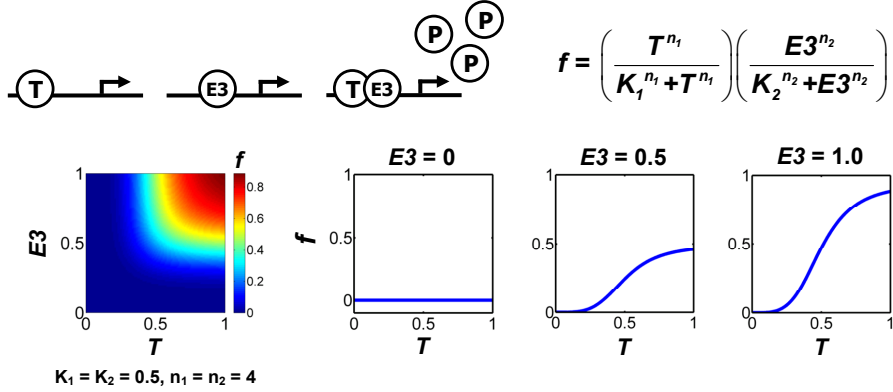 P
P
P
T
E3
T E3
f = ( T^n₁ / K₁^n₁+T^n₁ ) ( E3^n₂ / K₂^n₂+E3^n₂ )
f
E3 = 0
E3 = 0.5
E3 = 1.0
1
0.5
0
E3
0 0.5 1
T
0.8
0.6
0.4
0.2
0
1
0.5
0
f
0 0.5 1
T
1
0.5
0
0 0.5 1
T
1
0.5
0
0 0.5 1
T
K₁ = K₂ = 0.5, n₁ = n₂ = 4